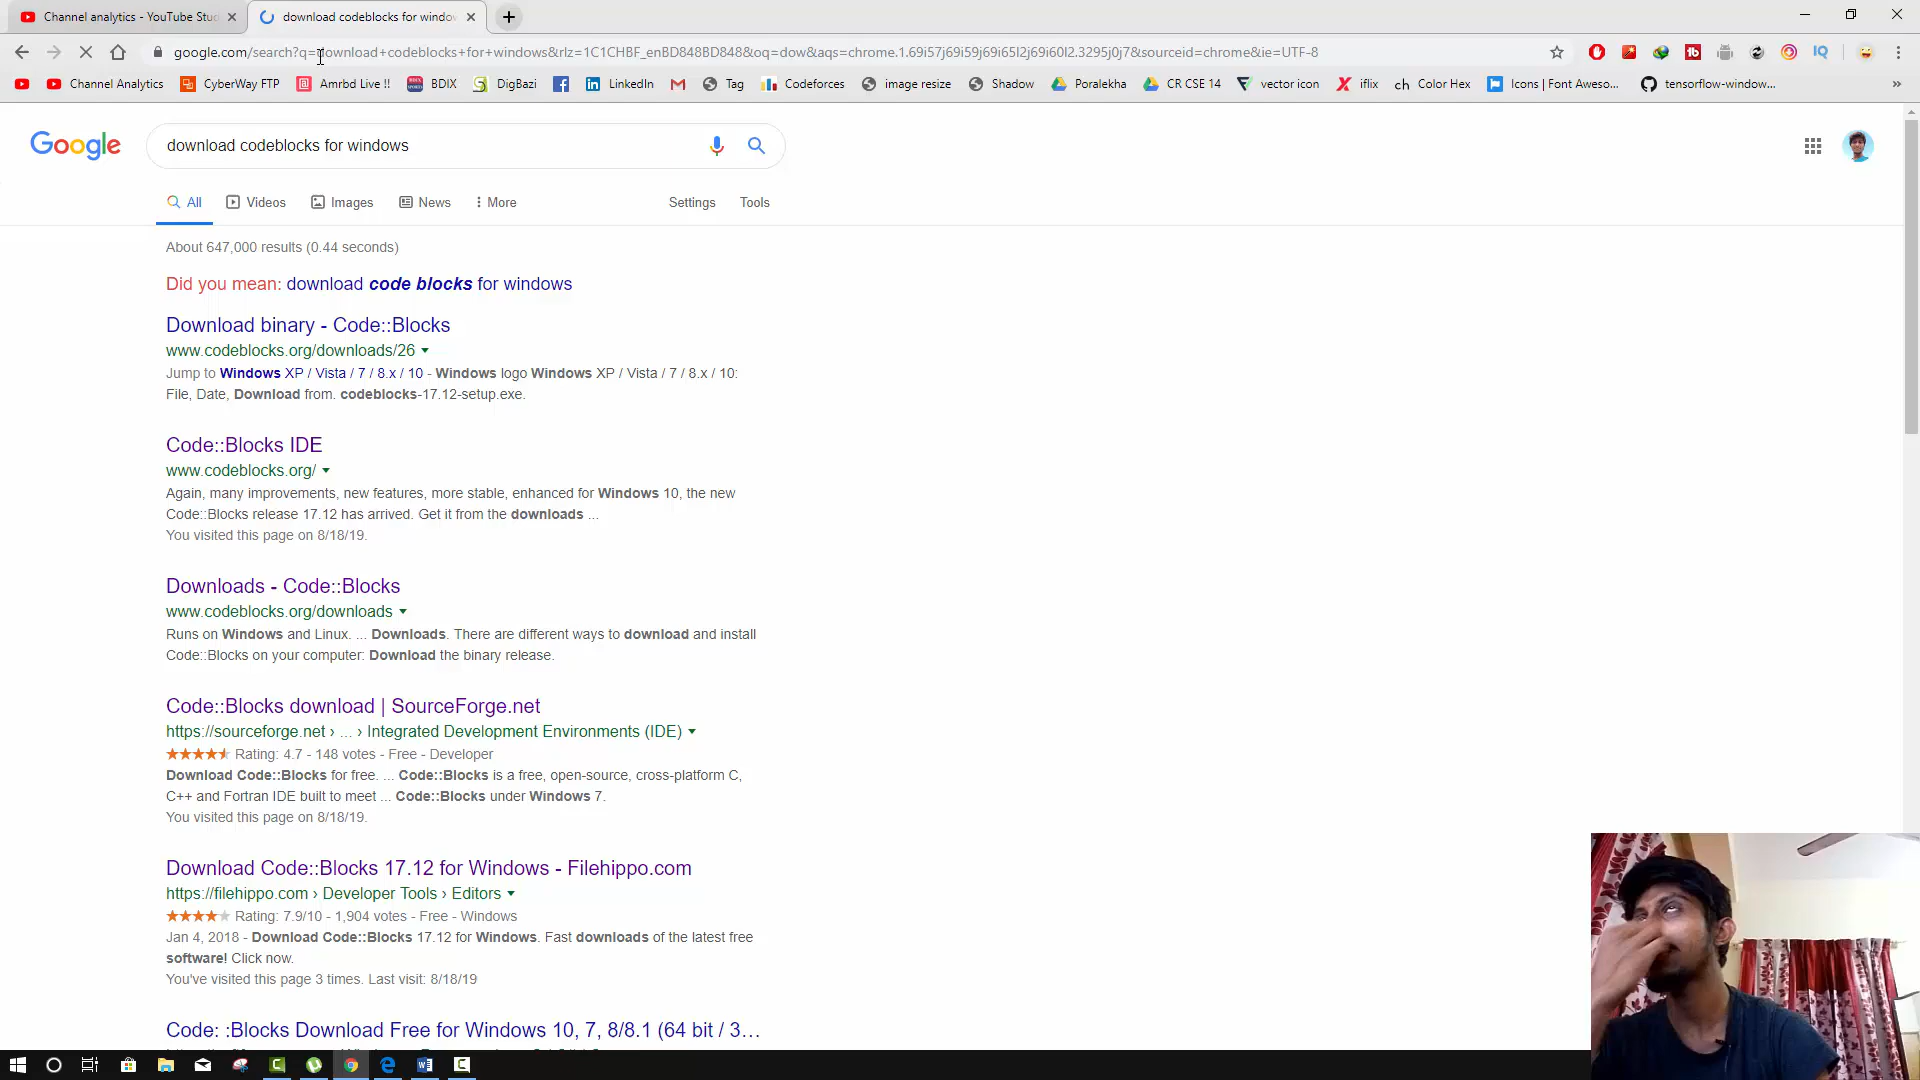 Channel analytics - YouTube Stu
download codeblocks for windo
google.com/search?q=download+codeblocks+for+windows&rlz=1C1CHBF_enBD848BD848&oq=dow&aqs=chrome.1.69i57j69i59j69i65l2j69i60l2.3295j0j7&sourceid=chrome&ie=UTF-8
Channel Analytics
CyberWay FTP
Amrbd Live !!
BDIX
DigBazi
LinkedIn
Tag
Codeforces
image resize
Shadow
Poralekha
CR CSE 14
vector icon
iflix
ch Color Hex
Icons | Font Aweso...
tensorflow-window...
»
Google
download codeblocks for windows
All
Videos
Images
News
More
Settings
Tools
About 647,000 results (0.44 seconds)
Did you mean: download code blocks for windows
Download binary - Code::Blocks
www.codeblocks.org/downloads/26
Jump to Windows XP / Vista / 7 / 8.x / 10 - Windows logo Windows XP / Vista / 7 / 8.x / 10:
File, Date, Download from. codeblocks-17.12-setup.exe.
Code::Blocks IDE
www.codeblocks.org/
Again, many improvements, new features, more stable, enhanced for Windows 10, the new
Code::Blocks release 17.12 has arrived. Get it from the downloads ...
You visited this page on 8/18/19.
Downloads - Code::Blocks
www.codeblocks.org/downloads
Runs on Windows and Linux. ... Downloads. There are different ways to download and install
Code::Blocks on your computer: Download the binary release.
Code::Blocks download | SourceForge.net
https://sourceforge.net › ... › Integrated Development Environments (IDE)
Rating: 4.7 - 148 votes - Free - Developer
Download Code::Blocks for free. ... Code::Blocks is a free, open-source, cross-platform C,
C++ and Fortran IDE built to meet ... Code::Blocks under Windows 7.
You visited this page on 8/18/19.
Download Code::Blocks 17.12 for Windows - Filehippo.com
https://filehippo.com › Developer Tools › Editors
Rating: 7.9/10 - 1,904 votes - Free - Windows
Jan 4, 2018 - Download Code::Blocks 17.12 for Windows. Fast downloads of the latest free
software! Click now.
You've visited this page 3 times. Last visit: 8/18/19
Code: :Blocks Download Free for Windows 10, 7, 8/8.1 (64 bit / 3...